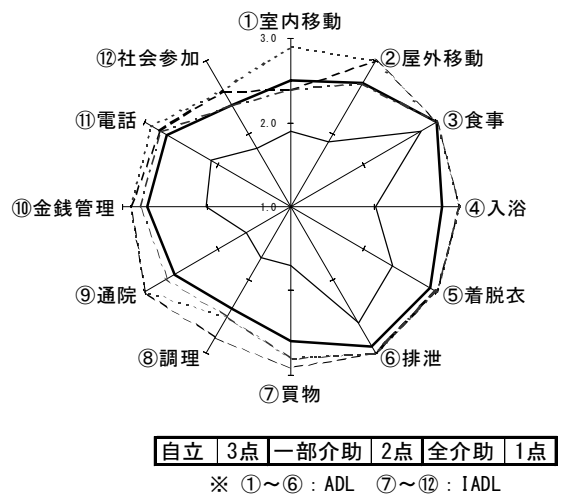 ①室内移動
3.0
⑫社会参加
②屋外移動
⑪電話
2.0
③食事
⑩金銭管理
1.0
④入浴
⑨通院
⑤着脱衣
⑧調理
⑥排泄
⑦買物
自立 3点 一部介助 2点 全介助 1点
※ ①～⑥：ADL ⑦～⑫：IADL